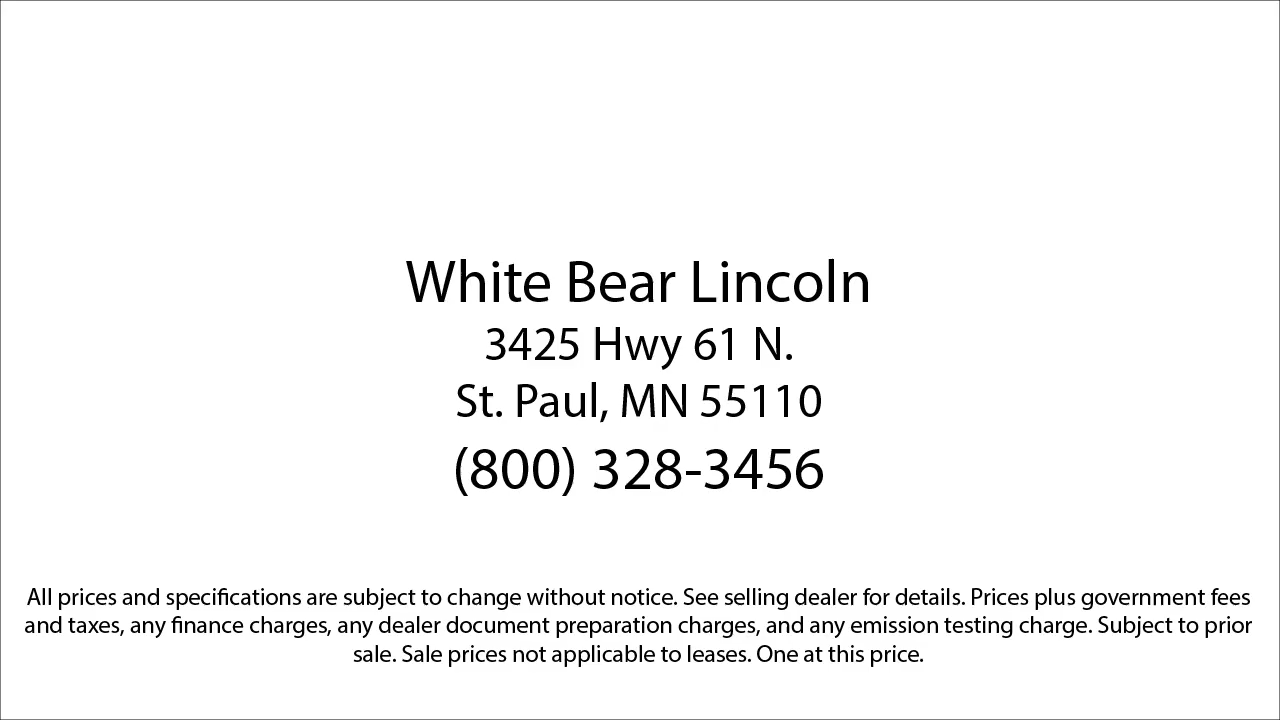 White Bear Lincoln
3425 Hwy 61 N.
St. Paul, MN 55110
(800) 328-3456
All prices and specifications are subject to change without notice. See selling dealer for details. Prices plus government fees
and taxes, any finance charges, any dealer document preparation charges, and any emission testing charge. Subject to prior
sale. Sale prices not applicable to leases. One at this price.